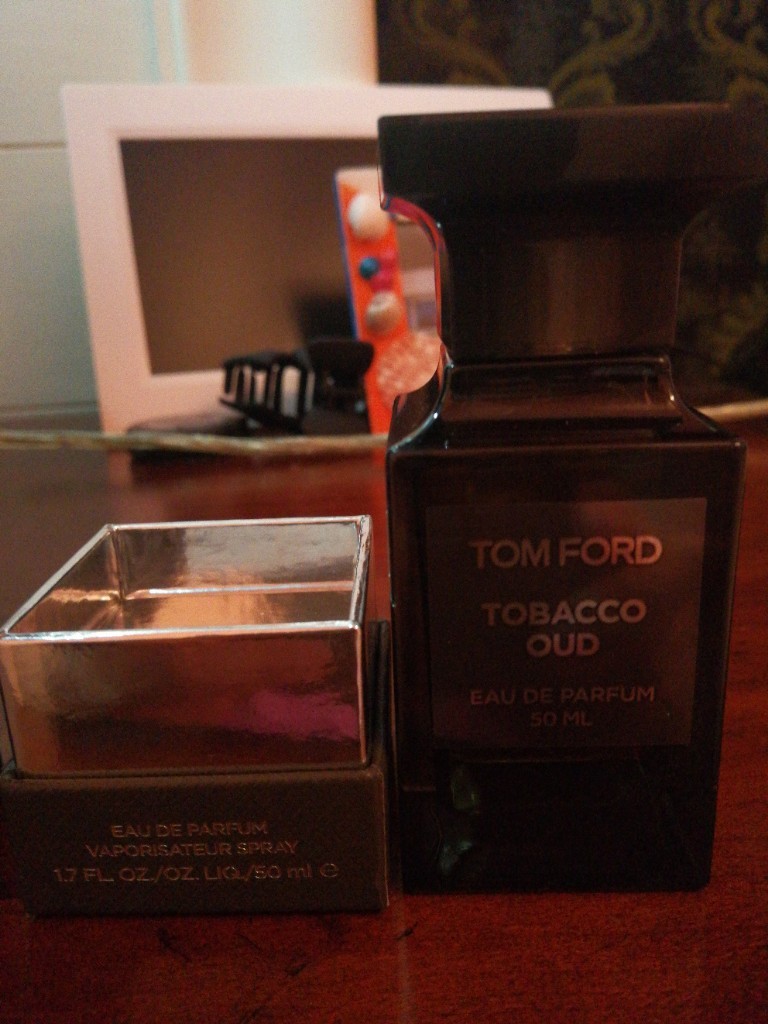 TOM FORD
TOBACCO
OUD
EAU DE PARFUM
50 ML
EAU DE PARFUM
VAPORISATEUR SPRAY
1.7 FL. OZ./OZ. LIQ./50 ml ℮